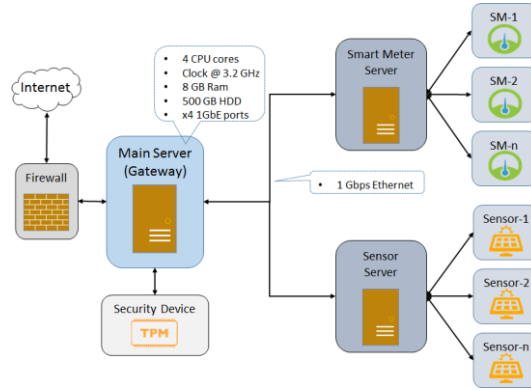 Internet
Firewall
• 4 CPU cores
• Clock @ 3.2 GHz
• 8 GB Ram
• 500 GB HDD
• x4 1GbE ports
Main Server
(Gateway)
Security Device
TPM
• 1 Gbps Ethernet
Smart Meter
Server
SM-1
SM-2
SM-n
Sensor
Server
Sensor-1
Sensor-2
Sensor-n